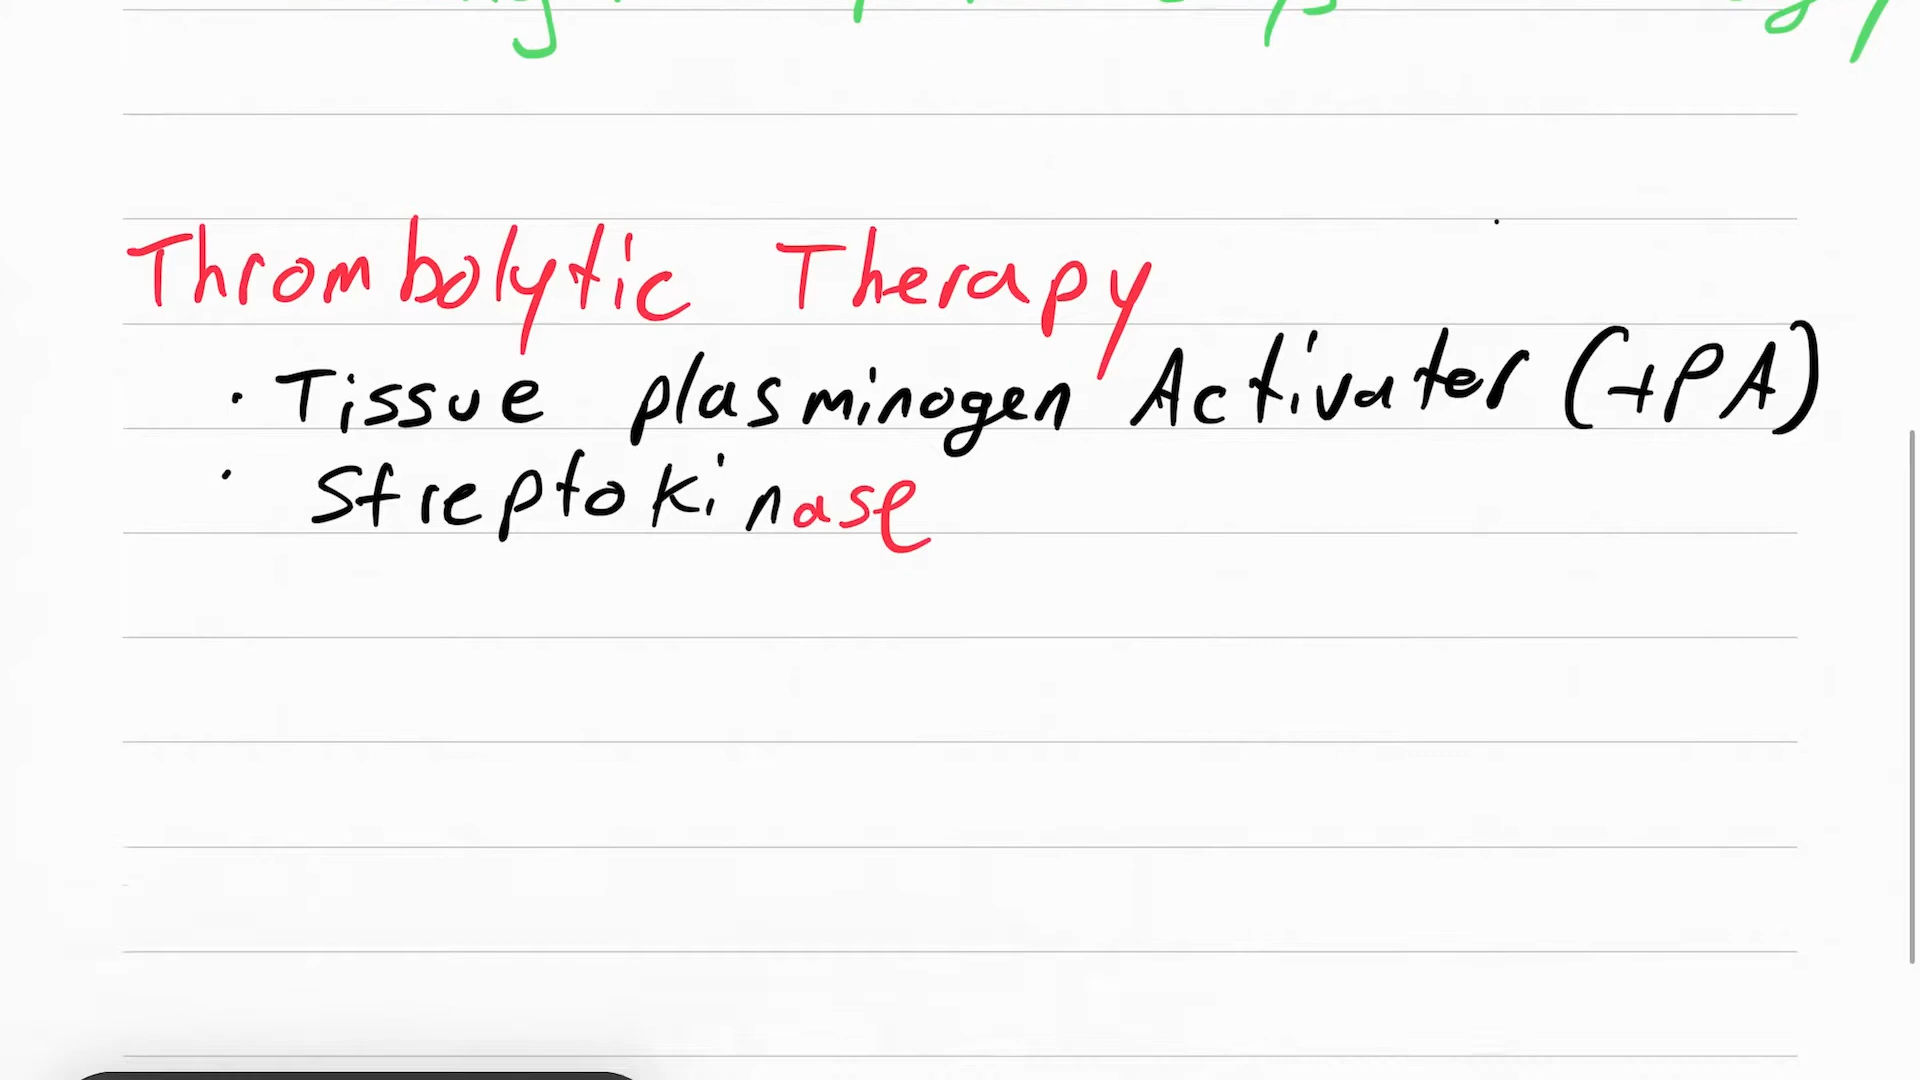 Thrombolytic Therapy
· Tissue plasminogen Activater (tPA)
· Streptokinase